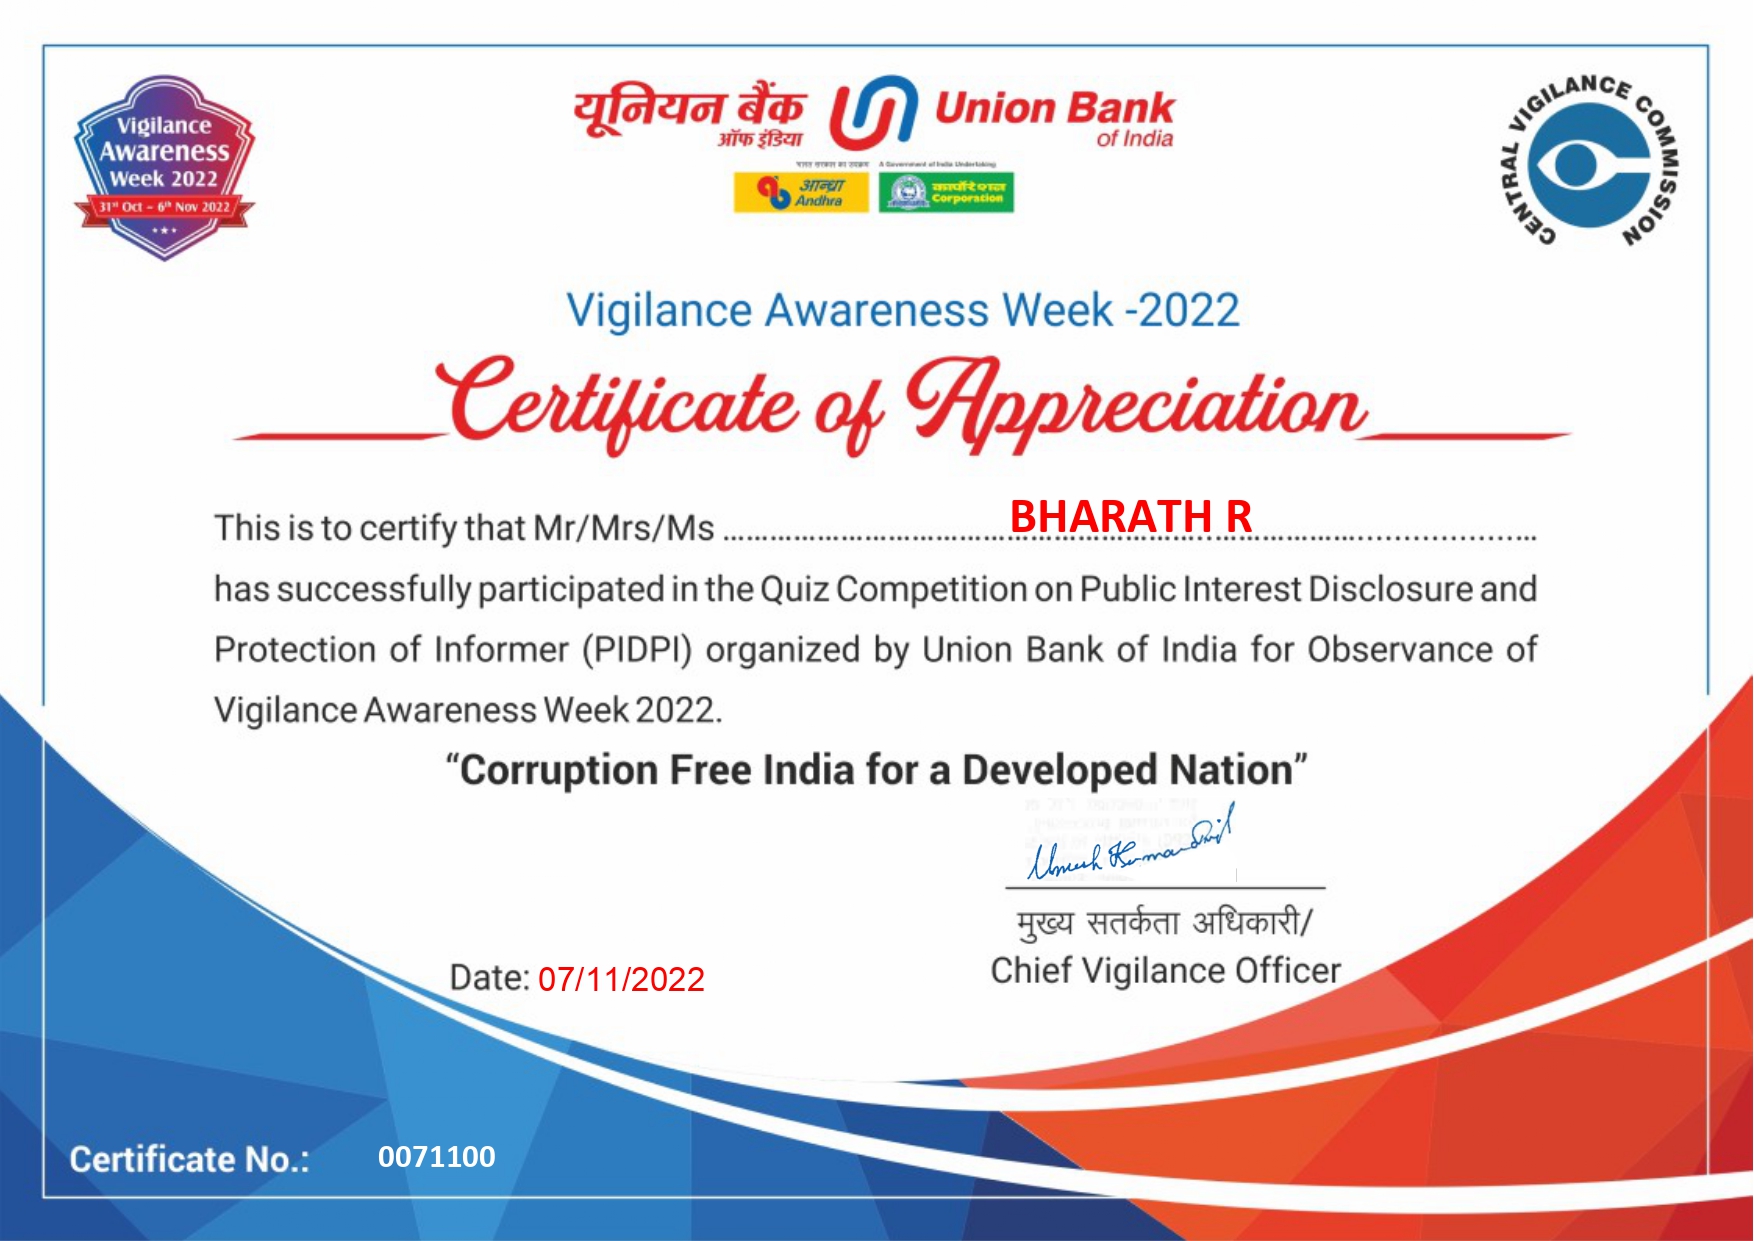 Vigilance
Awareness
Week 2022
31st Oct – 6th Nov 2022
यूनियन बैंक
ऑफ इंडिया
Union Bank
of India
भारत सरकार का उपक्रम A Government of India Undertaking
आन्ध्रा
Andhra
कार्पोरेशन
Corporation
CENTRAL VIGILANCE COMMISSION
Vigilance Awareness Week -2022
Certificate of Appreciation
This is to certify that Mr/Mrs/Ms BHARATH R
has successfully participated in the Quiz Competition on Public Interest Disclosure and
Protection of Informer (PIDPI) organized by Union Bank of India for Observance of
Vigilance Awareness Week 2022.
“Corruption Free India for a Developed Nation”
Umesh Kumar Singh
मुख्य सतर्कता अधिकारी/
Chief Vigilance Officer
Date: 07/11/2022
Certificate No.: 0071100